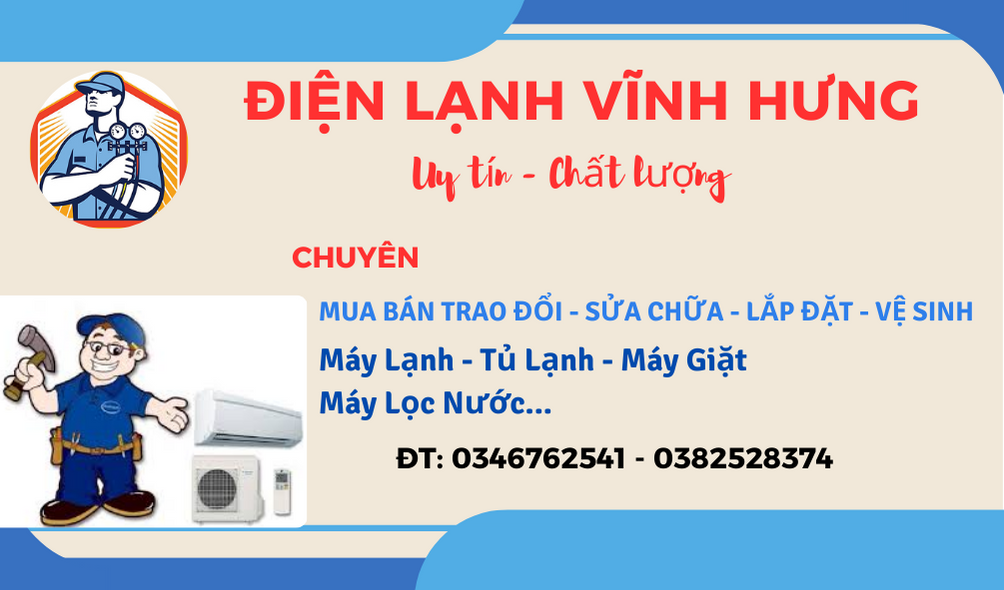 ĐIỆN LẠNH VĨNH HƯNG
Uy tín - Chất lượng
CHUYÊN
MUA BÁN TRAO ĐỔI - SỬA CHỮA - LẮP ĐẶT - VỆ SINH
Máy Lạnh - Tủ Lạnh - Máy Giặt
Máy Lọc Nước...
ĐT: 0346762541 - 0382528374